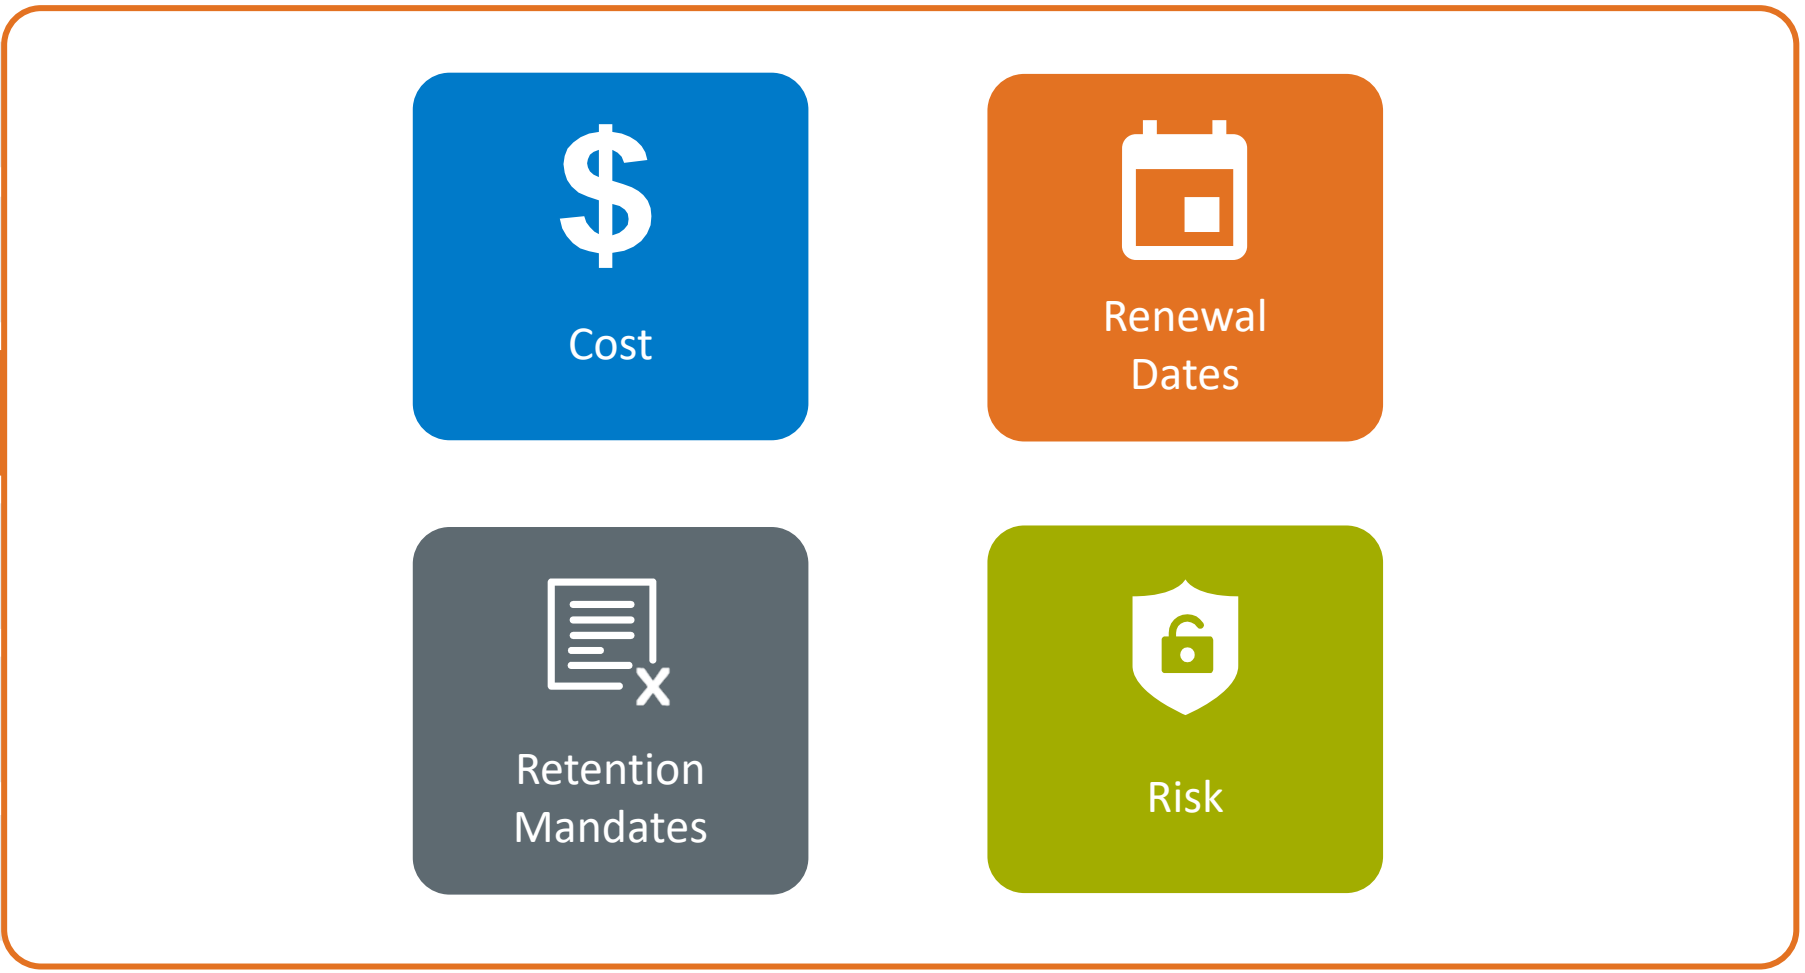 $
Cost
Renewal
Dates
Retention
Mandates
x
Risk